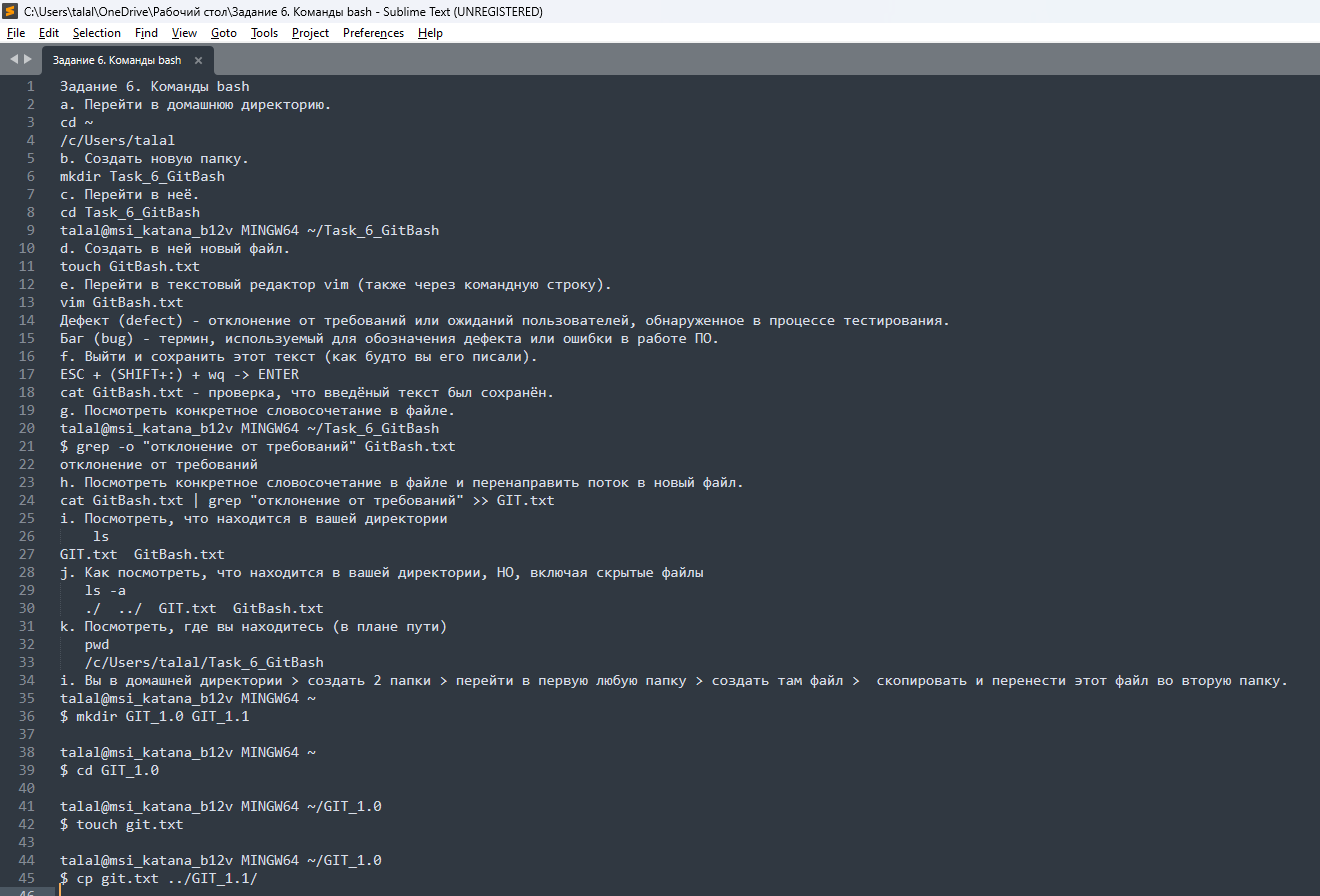 C:\Users\talal\OneDrive\Рабочий стол\Задание 6. Команды bash - Sublime Text (UNREGISTERED)
File Edit Selection Find View Goto Tools Project Preferences Help
Задание 6. Команды bash ×
1 Задание 6. Команды bash
2 a. Перейти в домашнюю директорию.
3 cd ~
4 /c/Users/talal
5 b. Создать новую папку.
6 mkdir Task_6_GitBash
7 c. Перейти в неё.
8 cd Task_6_GitBash
9 talal@msi_katana_b12v MINGW64 ~/Task_6_GitBash
10 d. Создать в ней новый файл.
11 touch GitBash.txt
12 e. Перейти в текстовый редактор vim (также через командную строку).
13 vim GitBash.txt
14 Дефект (defect) - отклонение от требований или ожиданий пользователей, обнаруженное в процессе тестирования.
15 Баг (bug) - термин, используемый для обозначения дефекта или ошибки в работе ПО.
16 f. Выйти и сохранить этот текст (как будто вы его писали).
17 ESC + (SHIFT+:) + wq -> ENTER
18 cat GitBash.txt - проверка, что введёный текст был сохранён.
19 g. Посмотреть конкретное словосочетание в файле.
20 talal@msi_katana_b12v MINGW64 ~/Task_6_GitBash
21 $ grep -o "отклонение от требований" GitBash.txt
22 отклонение от требований
23 h. Посмотреть конкретное словосочетание в файле и перенаправить поток в новый файл.
24 cat GitBash.txt | grep "отклонение от требований" >> GIT.txt
25 i. Посмотреть, что находится в вашей директории
26 ls
27 GIT.txt  GitBash.txt
28 j. Как посмотреть, что находится в вашей директории, НО, включая скрытые файлы
29 ls -a
30 ./  ../  GIT.txt  GitBash.txt
31 k. Посмотреть, где вы находитесь (в плане пути)
32 pwd
33 /c/Users/talal/Task_6_GitBash
34 i. Вы в домашней директории > создать 2 папки > перейти в первую любую папку > создать там файл >  скопировать и перенести этот файл во вторую папку.
35 talal@msi_katana_b12v MINGW64 ~
36 $ mkdir GIT_1.0 GIT_1.1
37
38 talal@msi_katana_b12v MINGW64 ~
39 $ cd GIT_1.0
40
41 talal@msi_katana_b12v MINGW64 ~/GIT_1.0
42 $ touch git.txt
43
44 talal@msi_katana_b12v MINGW64 ~/GIT_1.0
45 $ cp git.txt ../GIT_1.1/
46